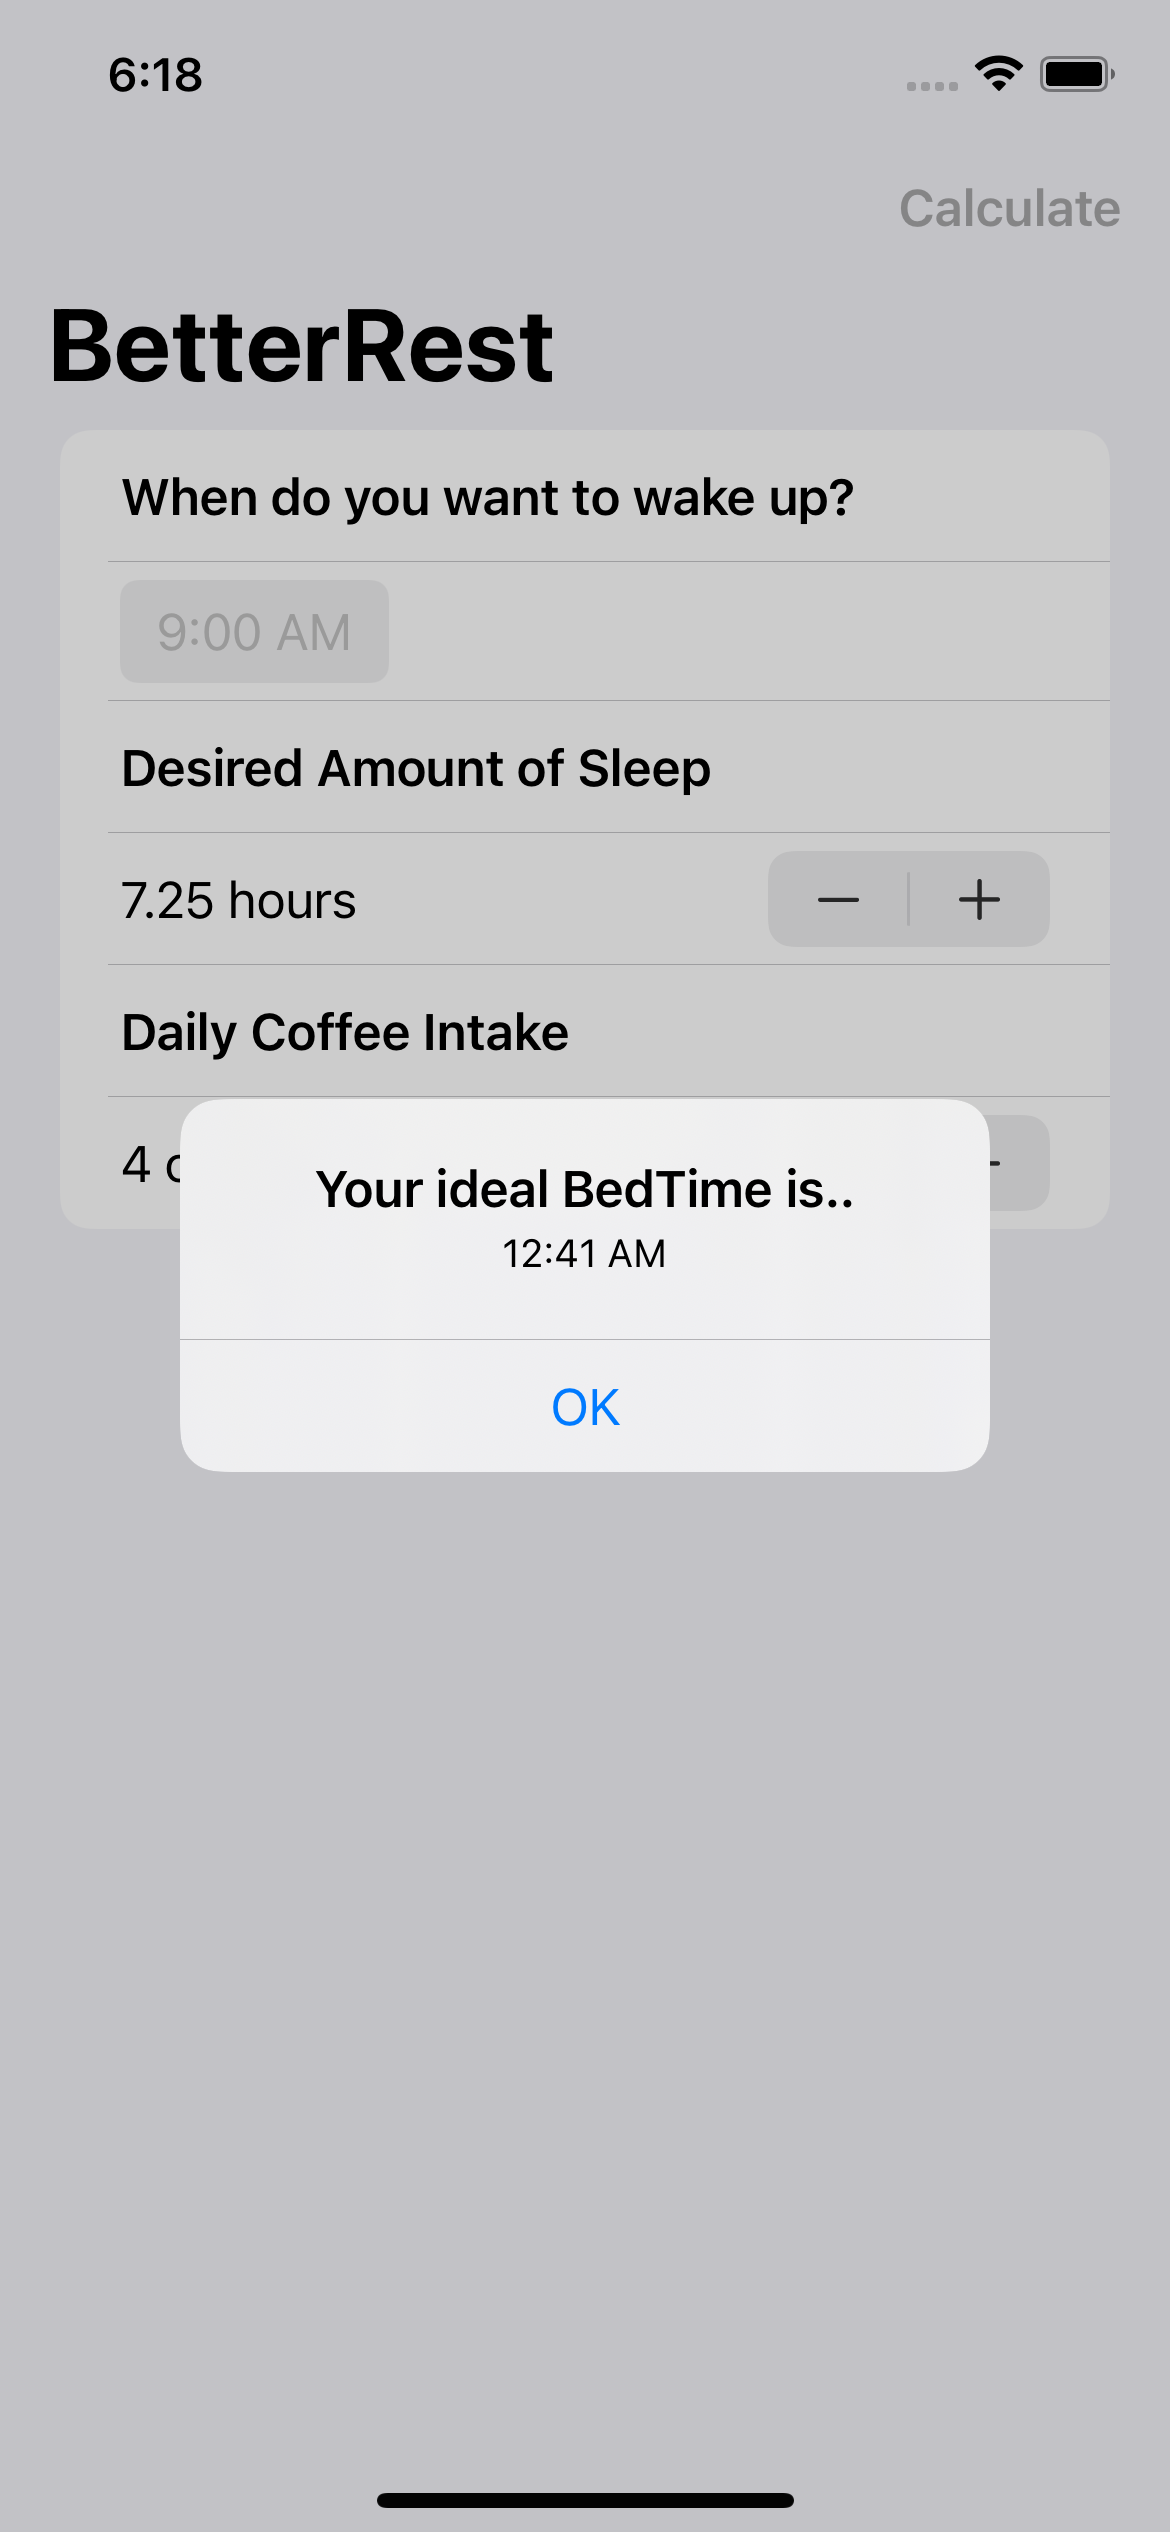 6:18
Calculate
BetterRest
When do you want to wake up?
9:00 AM
Desired Amount of Sleep
7.25 hours
Daily Coffee Intake
4
Your ideal BedTime is..
12:41 AM
OK